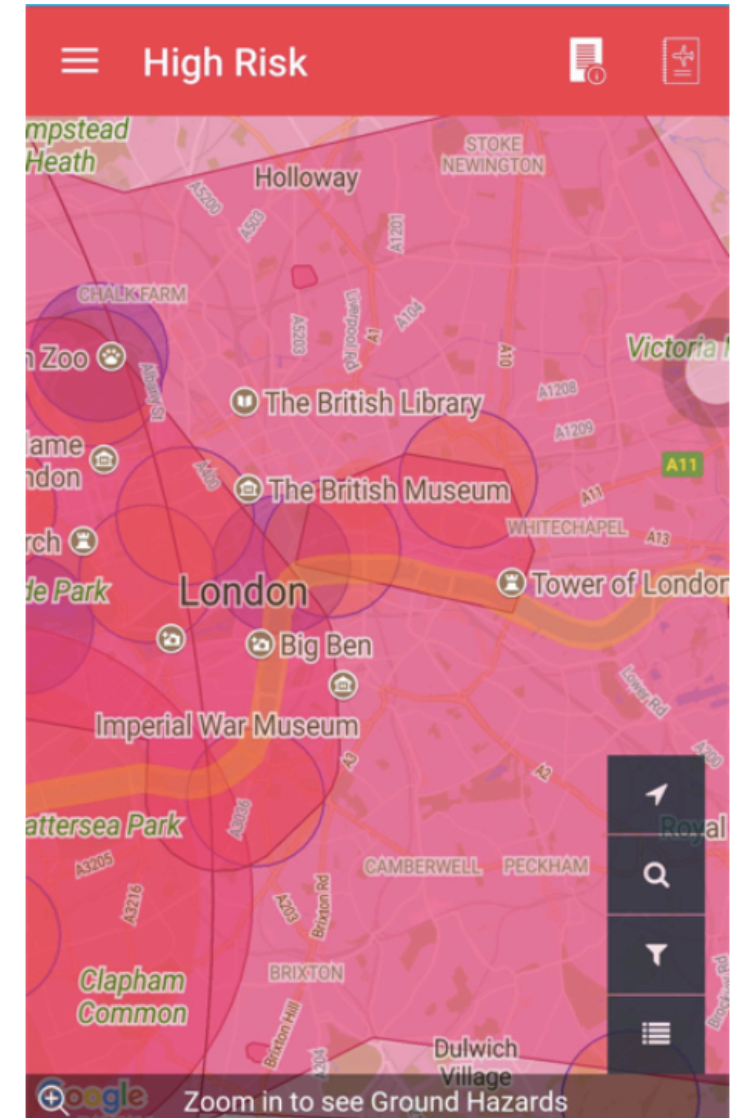 High Risk
mpstead
Heath
STOKE
NEWINGTON
Holloway
A5200
A503
A1201
CHALK FARM
A5203
Liverpool Rd
A1
A104
A10
n Zoo
Victoria
Albany St
The British Library
A1208
A1209
ame
ndon
A11
A400
The British Museum
A11
WHITECHAPEL
A13
rch
de Park
London
Tower of London
Big Ben
Lower Rd
Imperial War Museum
A200
A3
A2
attersea Park
A3036
Royal
A3205
CAMBERWELL
PECKHAM
A3216
A203
Brixton Rd
Clapham
Common
BRIXTON
Brixton Hill
A204
Dulwich
Village
Google
Zoom in to see Ground Hazards